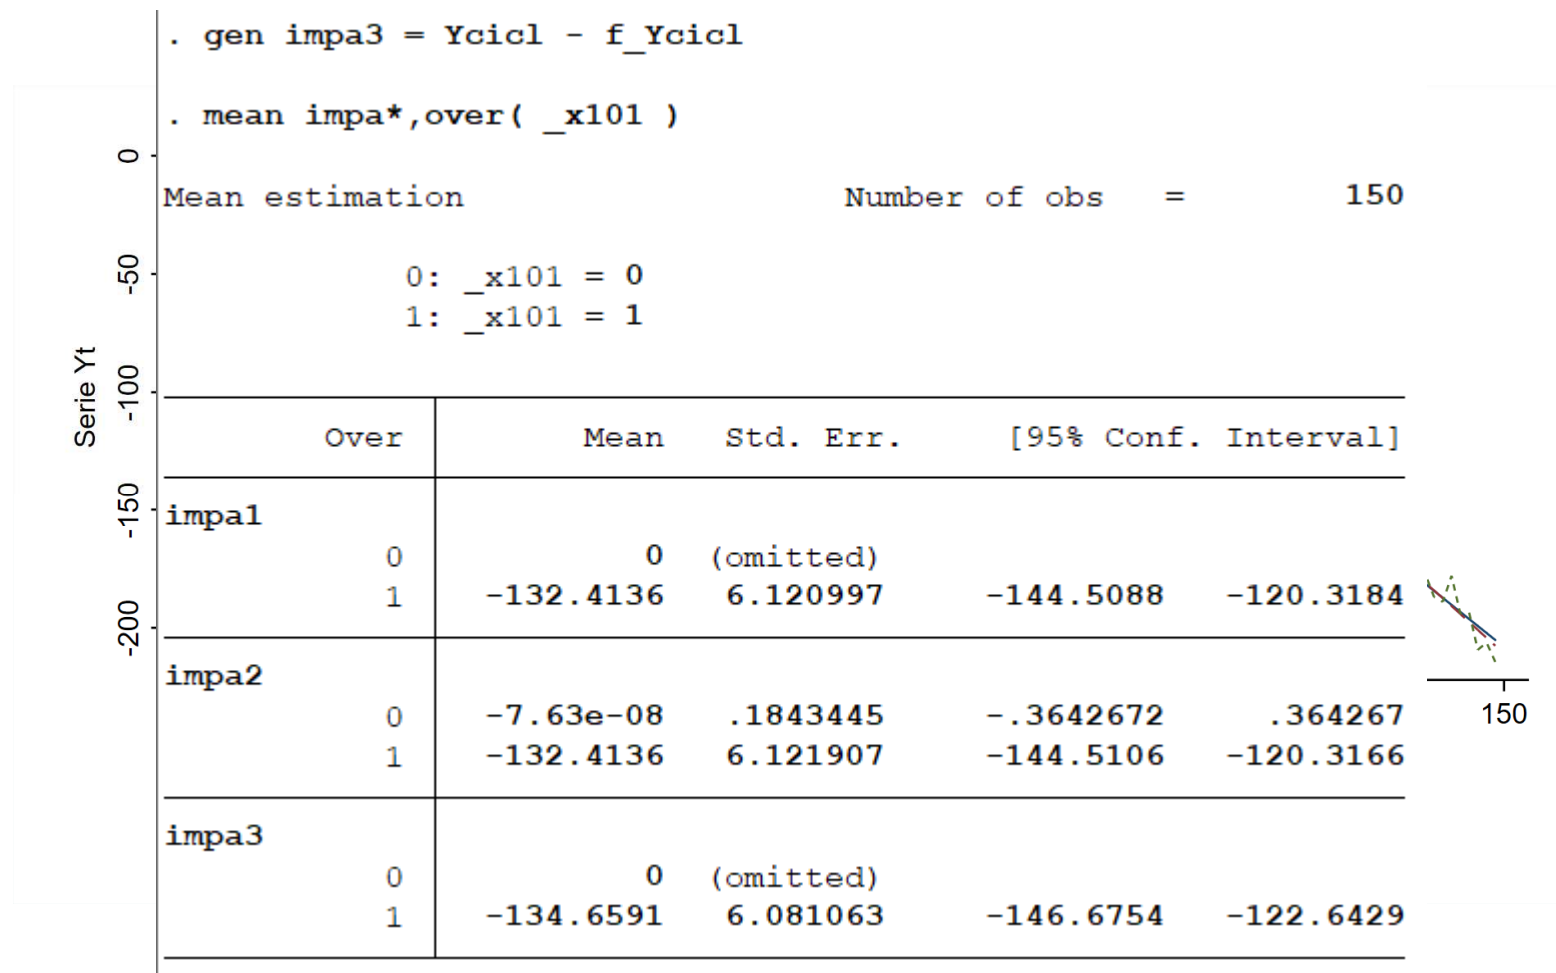 . gen impa3 = Ycicl - f_Ycicl
. mean impa*,over( _x101 )
Mean estimation Number of obs = 150
0: _x101 = 0
1: _x101 = 1
Over Mean Std. Err. [95% Conf. Interval]
impa1
0 0 (omitted)
1 -132.4136 6.120997 -144.5088 -120.3184
impa2
0 -7.63e-08 .1843445 -.3642672 .364267
1 -132.4136 6.121907 -144.5106 -120.3166
impa3
0 0 (omitted)
1 -134.6591 6.081063 -146.6754 -122.6429
Serie Yt
0
-50
-100
-150
-200
150